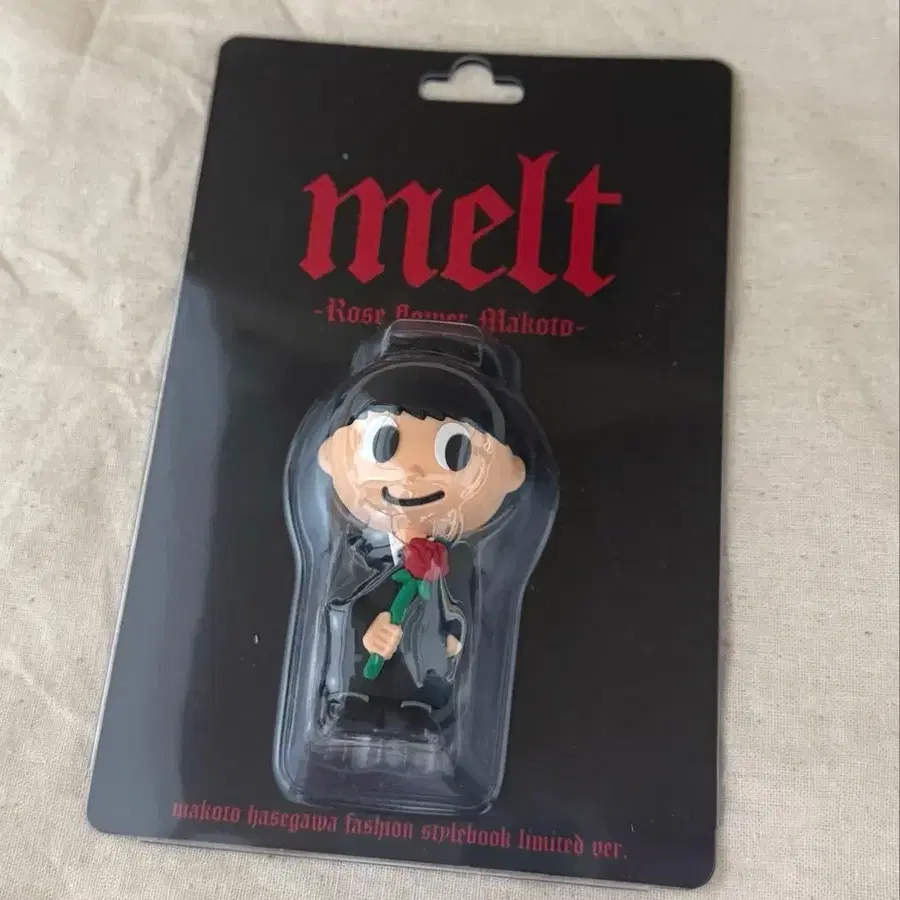 melt
-Rose flower Makoto-
makoto hasegawa fashion stylebook limited ver.